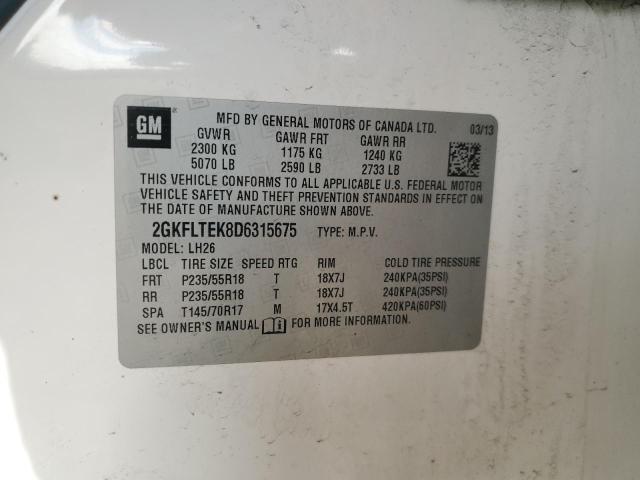 GM
MFD BY GENERAL MOTORS OF CANADA LTD. 03/13
GVWR GAWR FRT GAWR RR
2300 KG 1175 KG 1240 KG
5070 LB 2590 LB 2733 LB
THIS VEHICLE CONFORMS TO ALL APPLICABLE U.S. FEDERAL MOTOR
VEHICLE SAFETY AND THEFT PREVENTION STANDARDS IN EFFECT ON
THE DATE OF MANUFACTURE SHOWN ABOVE.
2GKFLTEK8D6315675 TYPE: M.P.V.
MODEL: LH26
LBCL TIRE SIZE SPEED RTG RIM COLD TIRE PRESSURE
FRT P235/55R18 T 18X7J 240KPA(35PSI)
RR P235/55R18 T 18X7J 240KPA(35PSI)
SPA T145/70R17 M 17X4.5T 420KPA(60PSI)
SEE OWNER'S MANUAL FOR MORE INFORMATION.